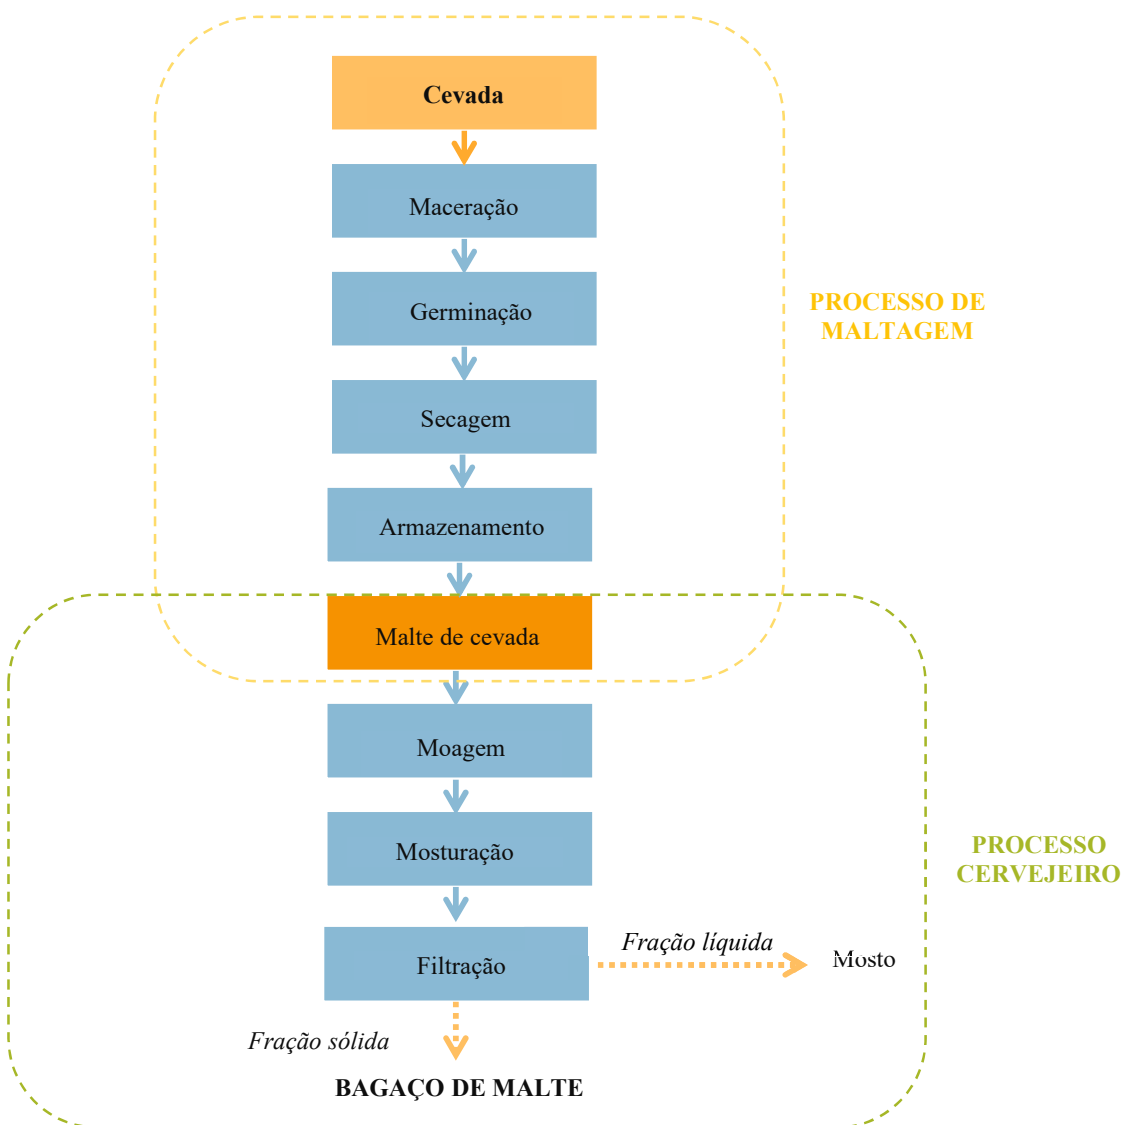 Cevada
Maceração
Germinação
PROCESSO DE
MALTAGEM
Secagem
Armazenamento
Malte de cevada
Moagem
Mosturação
PROCESSO
CERVEJEIRO
Fração líquida
Filtração
Mosto
Fração sólida
BAGAÇO DE MALTE